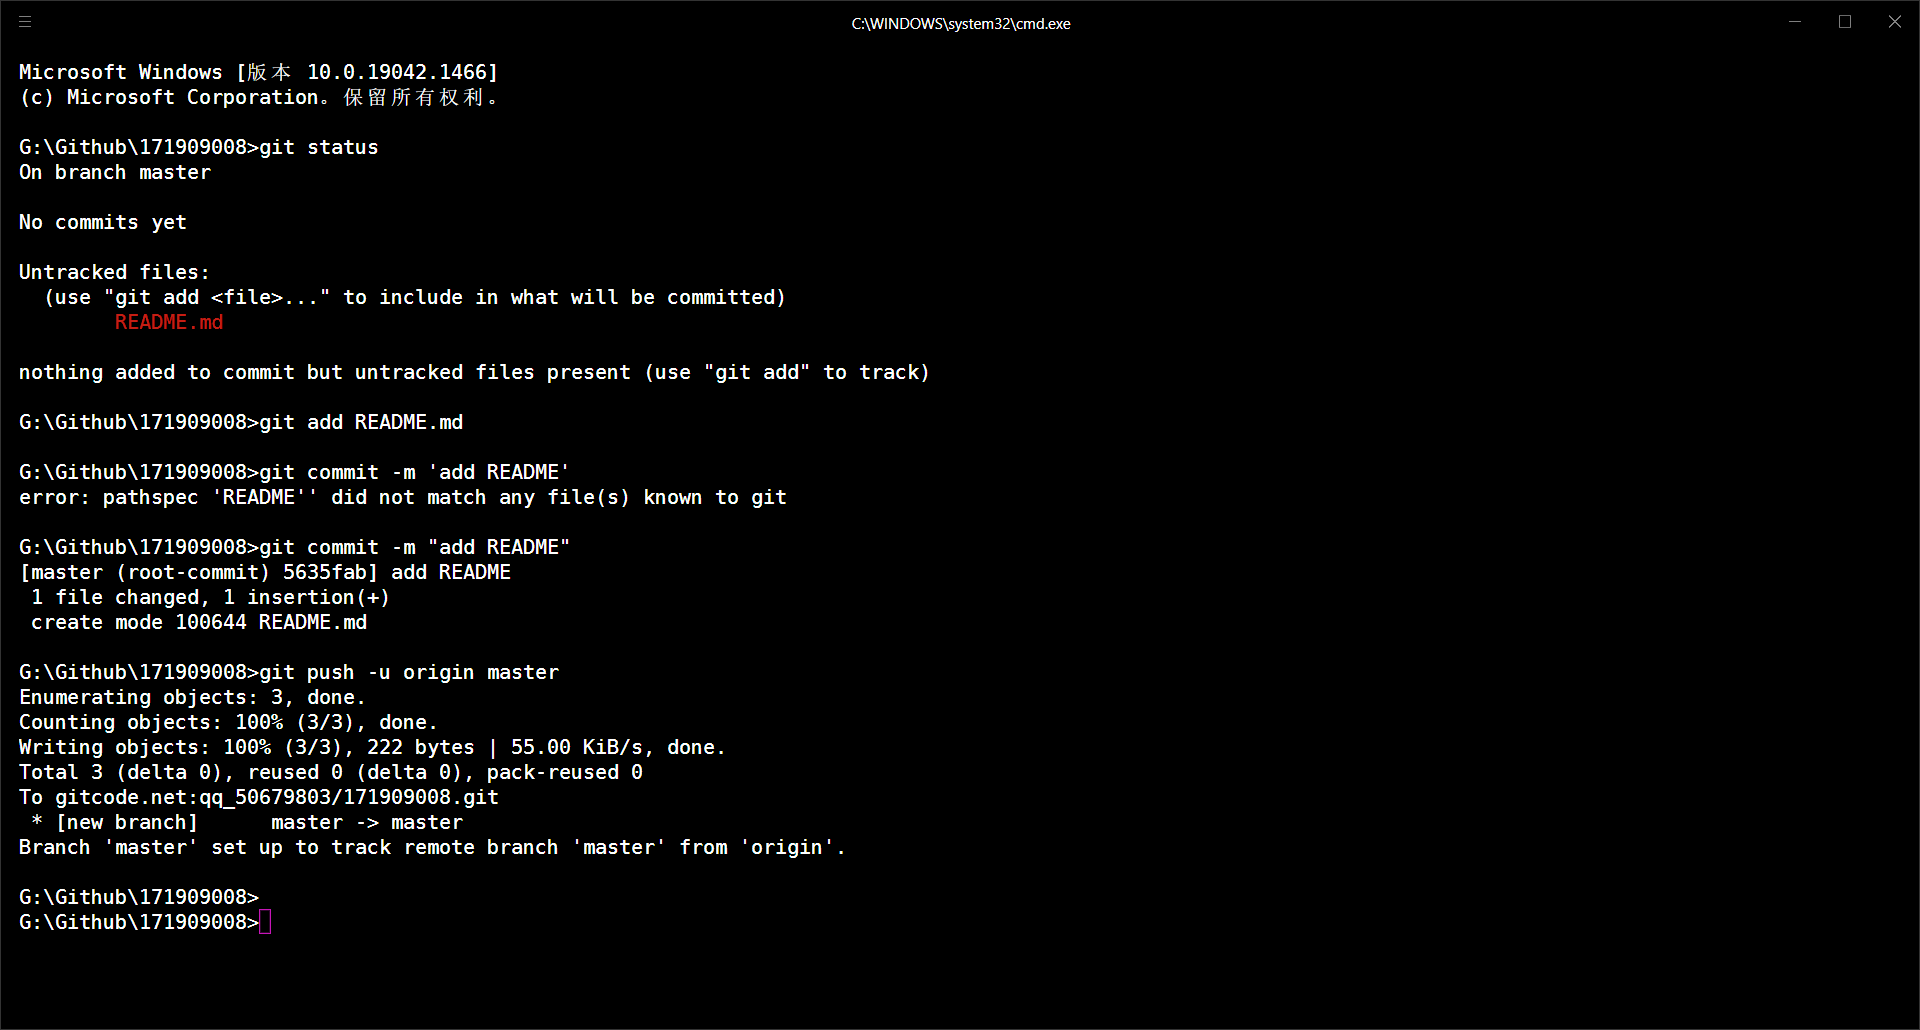 C:\WINDOWS\system32\cmd.exe
Microsoft Windows [版本 10.0.19042.1466]
(c) Microsoft Corporation。保留所有权利。
G:\Github\171909008>git status
On branch master
No commits yet
Untracked files:
  (use "git add <file>..." to include in what will be committed)
        README.md
nothing added to commit but untracked files present (use "git add" to track)
G:\Github\171909008>git add README.md
G:\Github\171909008>git commit -m 'add README'
error: pathspec 'README'' did not match any file(s) known to git
G:\Github\171909008>git commit -m "add README"
[master (root-commit) 5635fab] add README
 1 file changed, 1 insertion(+)
 create mode 100644 README.md
G:\Github\171909008>git push -u origin master
Enumerating objects: 3, done.
Counting objects: 100% (3/3), done.
Writing objects: 100% (3/3), 222 bytes | 55.00 KiB/s, done.
Total 3 (delta 0), reused 0 (delta 0), pack-reused 0
To gitcode.net:qq_50679803/171909008.git
 * [new branch]      master -> master
Branch 'master' set up to track remote branch 'master' from 'origin'.
G:\Github\171909008>
G:\Github\171909008>